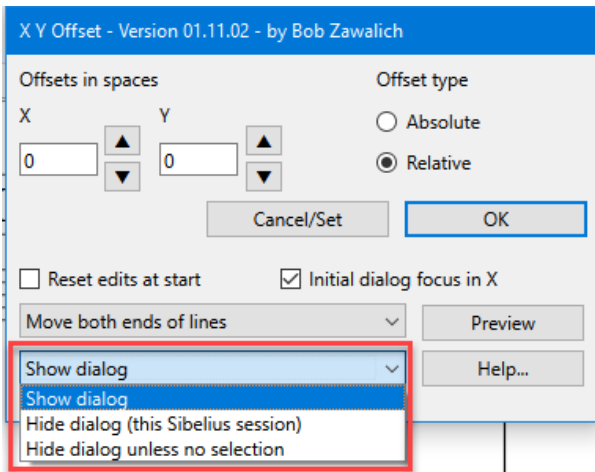 X Y Offset - Version 01.11.02 - by Bob Zawalich
Offsets in spaces
Offset type
X Y
Absolute
0 0
Relative
Cancel/Set OK
Reset edits at start Initial dialog focus in X
Move both ends of lines Preview
Show dialog Help...
Show dialog
Hide dialog (this Sibelius session)
Hide dialog unless no selection